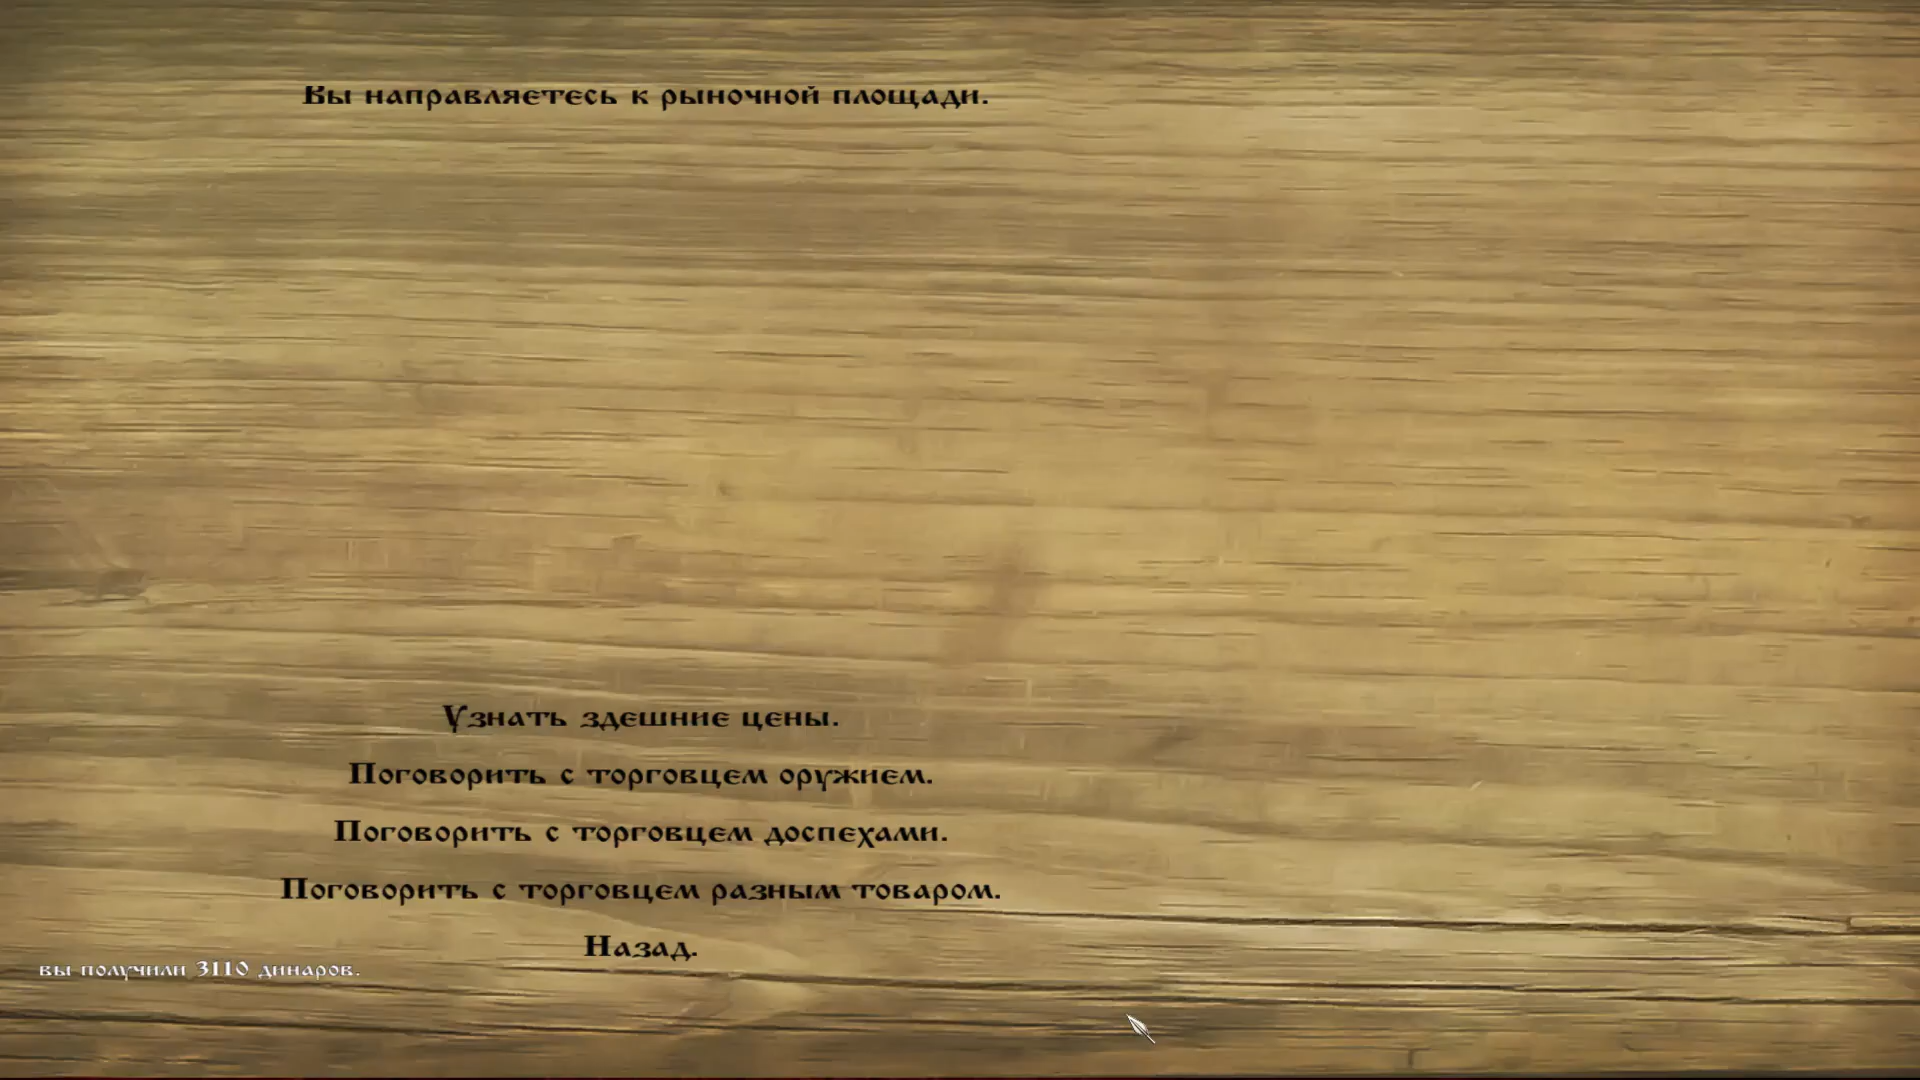 Вы направляетесь к рыночной площади.
Узнать здешние цены.
Поговорить с торговцем оружием.
Поговорить с торговцем доспехами.
Поговорить с торговцем разным товаром.
Назад.
вы получили 3110 динаров.